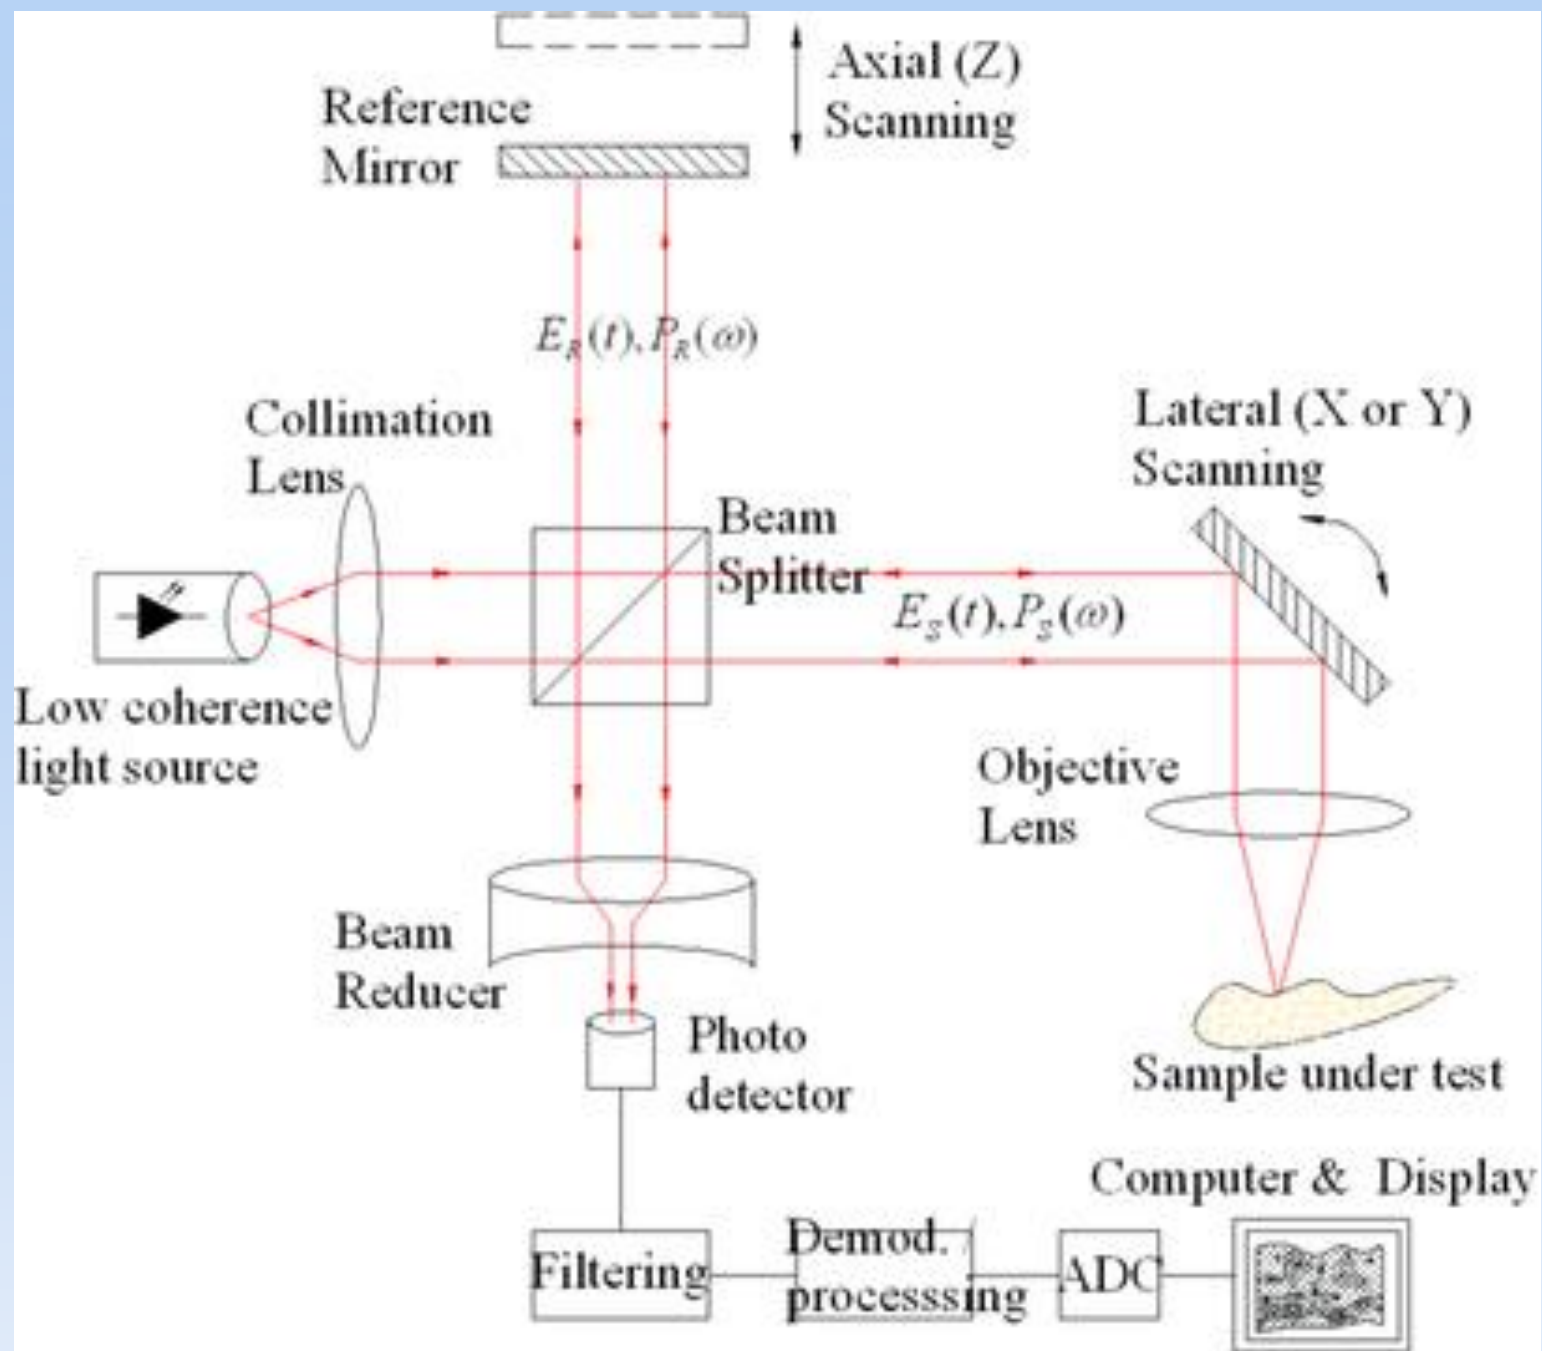 Axial (Z)
Scanning
Reference
Mirror
E_R(t), P_R(ω)
Collimation
Lens
Lateral (X or Y)
Scanning
Beam
Splitter
E_S(t), P_S(ω)
Low coherence
light source
Objective
Lens
Beam
Reducer
Photo
detector
Sample under test
Computer & Display
Filtering
Demod. /
processsing
ADC